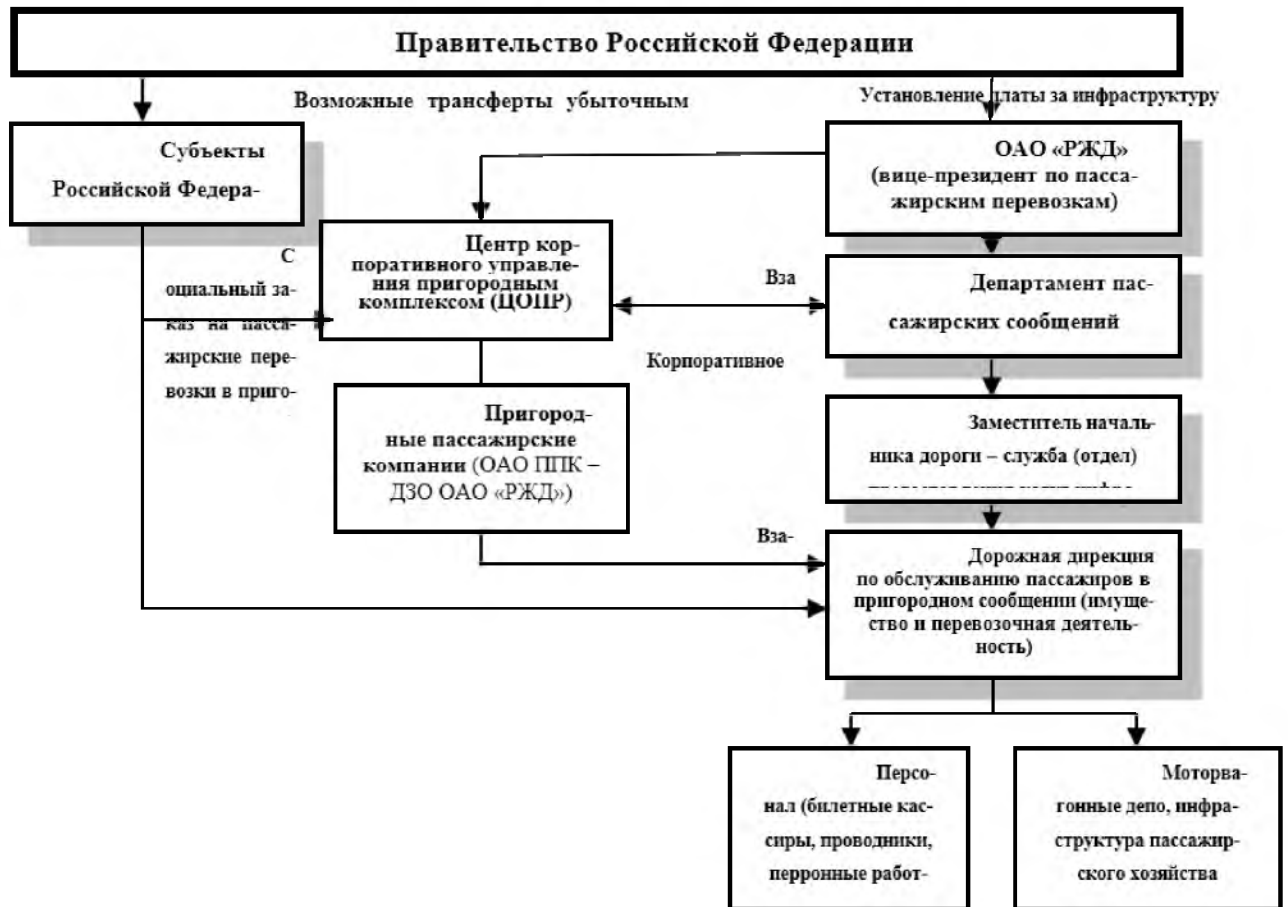 Правительство Российской Федерации
Возможные трансферты убыточным
Установление платы за инфраструктуру
Субъекты
Российской Федера-
ОАО «РЖД»
(вице-президент по пасса-
жирским перевозкам)
Центр кор-
поративного управле-
ния пригородным
комплексом (ЦОПР)
С
оциальный за-
каз на пасса-
жирские пере-
возки в приго-
Вза
Департамент пас-
сажирских сообщений
Корпоративное
Пригород-
ные пассажирские
компании (ОАО ППК –
ДЗО ОАО «РЖД»)
Заместитель началь-
ника дороги – служба (отдел)
Вза-
Дорожная дирекция
по обслуживанию пассажиров в
пригородном сообщении (имуще-
ство и перевозочная деятель-
ность)
Персо-
нал (билетные кас-
сиры, проводники,
перронные работ-
Моторва-
гонные депо, инфра-
структура пассажир-
ского хозяйства